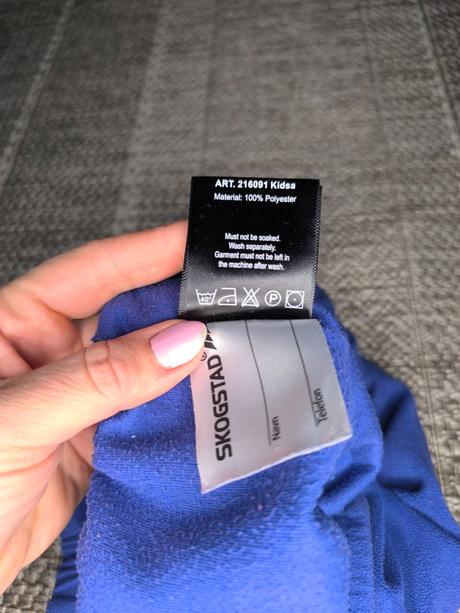 ART. 216091 Kidsa
Material: 100% Polyester
Must not be soaked.
Wash separately.
Garment must not be left in
the machine after wash.
40°
P
SKOGSTAD
®
Navn
Telefon